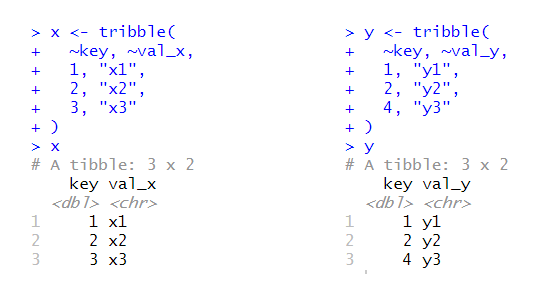 > x <- tribble(
+   ~key, ~val_x,
+   1, "x1",
+   2, "x2",
+   3, "x3"
+ )
> x
# A tibble: 3 x 2
    key val_x
  <dbl> <chr>
1     1 x1
2     2 x2
3     3 x3
> y <- tribble(
+   ~key, ~val_y,
+   1, "y1",
+   2, "y2",
+   4, "y3"
+ )
> y
# A tibble: 3 x 2
    key val_y
  <dbl> <chr>
1     1 y1
2     2 y2
3     4 y3